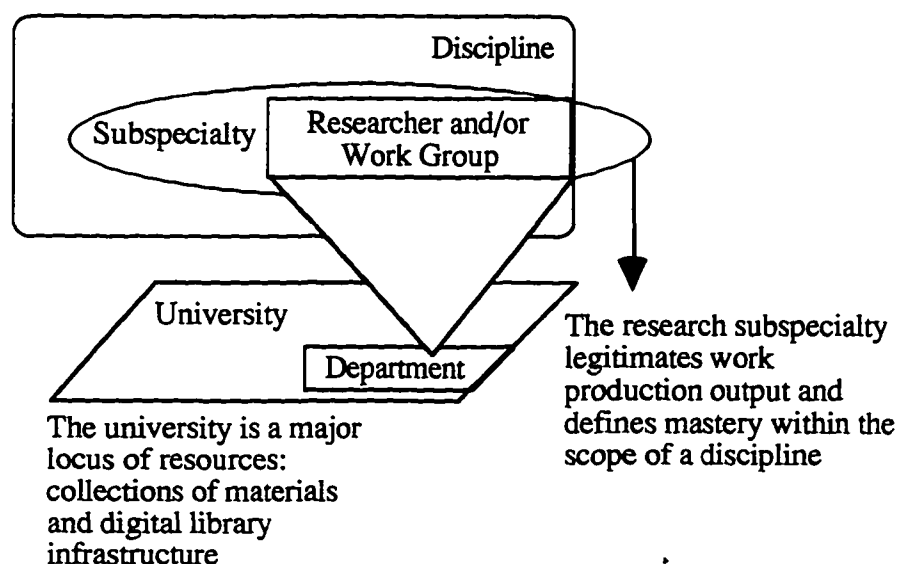 Discipline
Subspecialty
Researcher and/or
Work Group
University
Department
The research subspecialty
legitimates work
production output and
defines mastery within the
scope of a discipline
The university is a major
locus of resources:
collections of materials
and digital library
infrastructure